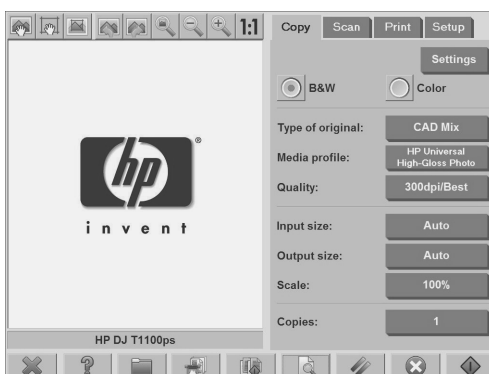 1:1
Copy Scan Print Setup
Settings
B&W Color
Type of original: CAD Mix
Media profile: HP Universal
High-Gloss Photo
Quality: 300dpi/Best
Input size: Auto
Output size: Auto
Scale: 100%
Copies: 1
hp®
invent
HP DJ T1100ps
?